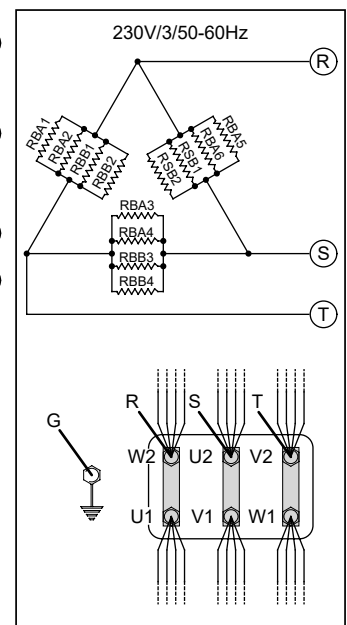 230V/3/50-60Hz
R
RBA1
RBA2
RBB1
RBB2
RSB2
RSB1
RBA6
RBA5
RBA3
RBA4
RBB3
RBB4
S
T
R S T
G
W2 U2 V2
U1 V1 W1